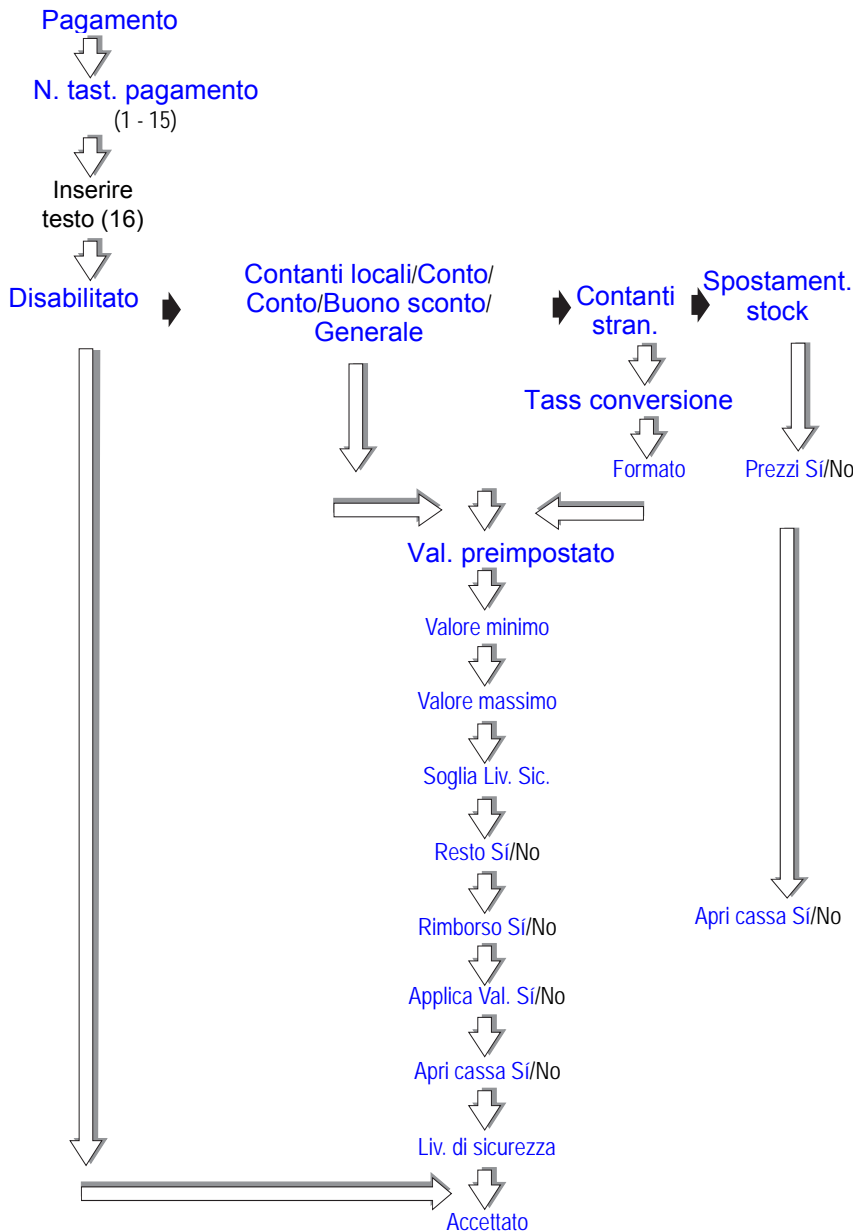 Pagamento
N. tast. pagamento
(1 - 15)
Inserire
testo (16)
Disabilitato
Contanti locali/Conto/
Conto/Buono sconto/
Generale
Contanti
stran.
Spostament.
stock
Tass conversione
Formato
Prezzi Sí/No
Val. preimpostato
Valore minimo
Valore massimo
Soglia Liv. Sic.
Resto Sí/No
Rimborso Sí/No
Applica Val. Sí/No
Apri cassa Sí/No
Liv. di sicurezza
Accettato
Apri cassa Sí/No